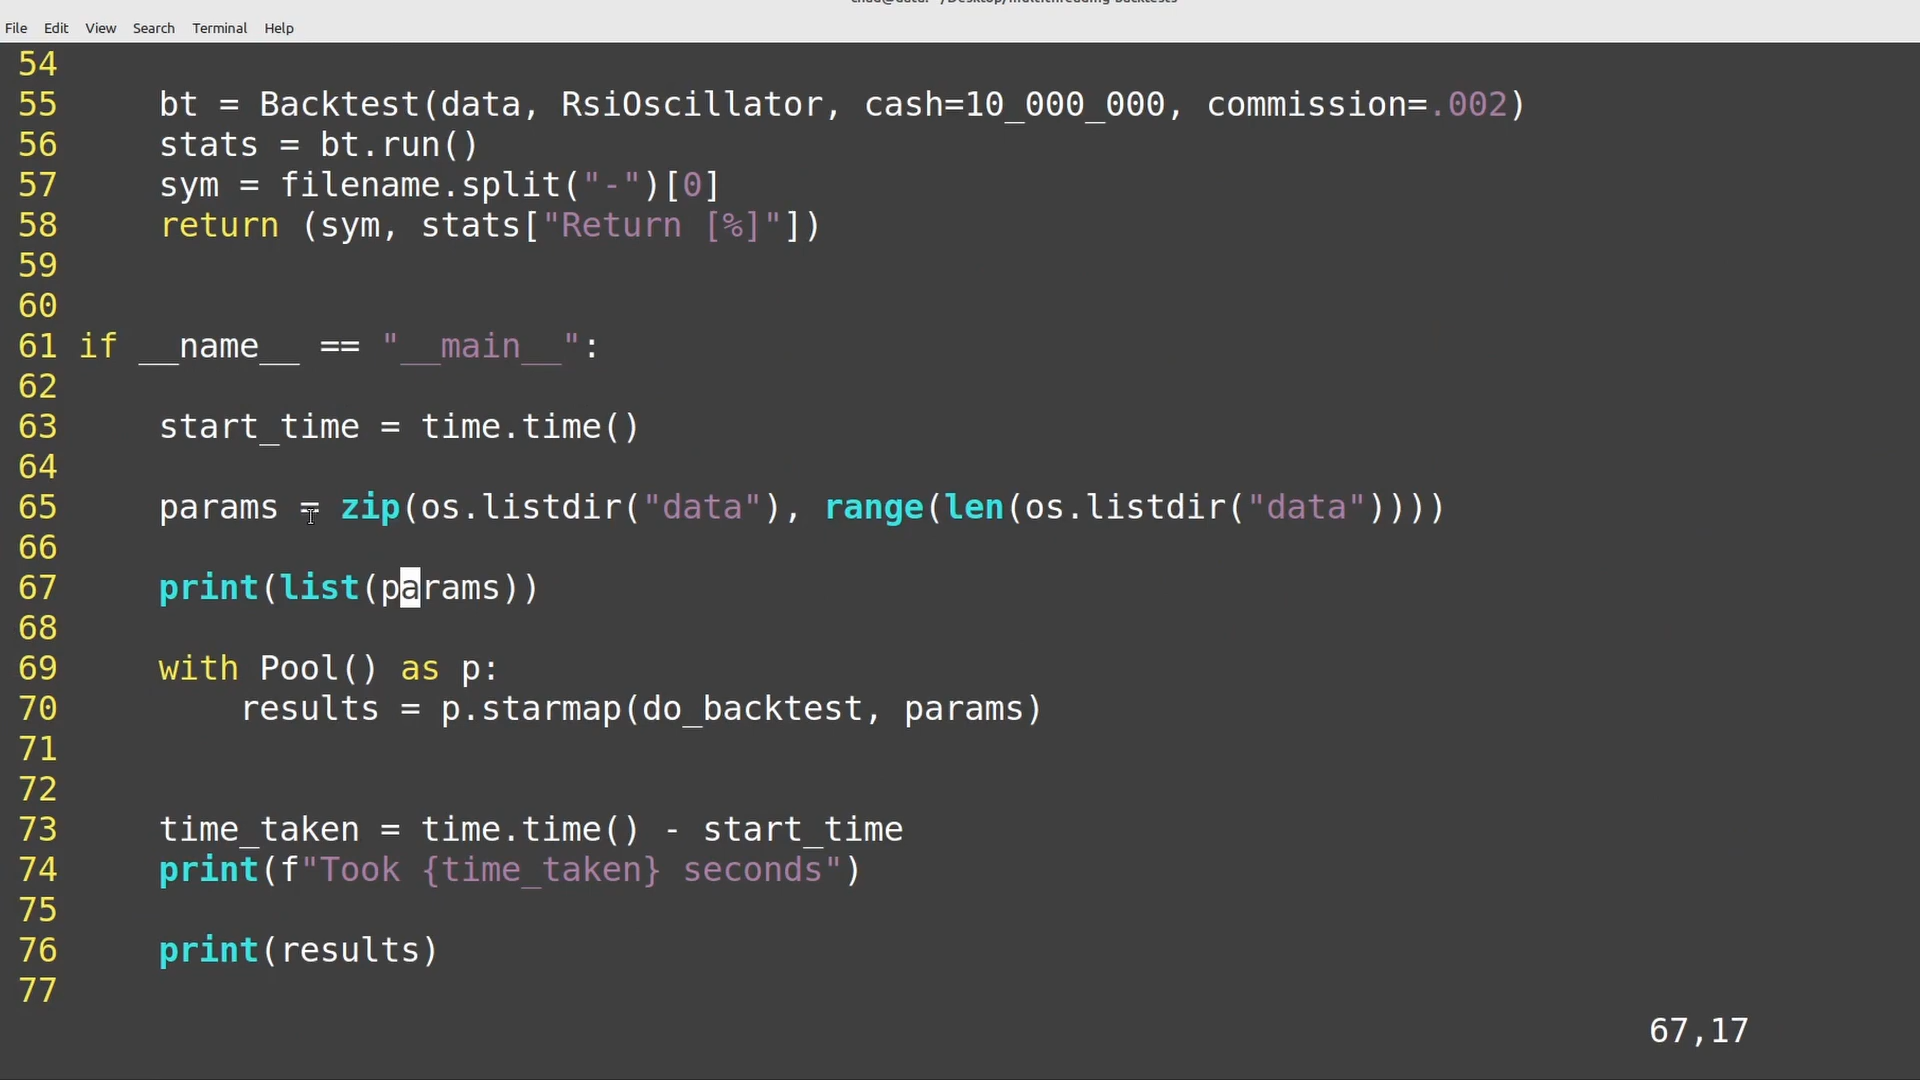 File Edit View Search Terminal Help
54
55 bt = Backtest(data, RsiOscillator, cash=10_000_000, commission=.002)
56 stats = bt.run()
57 sym = filename.split("-")[0]
58 return (sym, stats["Return [%]"])
59
60
61 if __name__ == "__main__":
62
63 start_time = time.time()
64
65 params = zip(os.listdir("data"), range(len(os.listdir("data"))))
66
67 print(list(params))
68
69 with Pool() as p:
70 results = p.starmap(do_backtest, params)
71
72
73 time_taken = time.time() - start_time
74 print(f"Took {time_taken} seconds")
75
76 print(results)
77
67,17